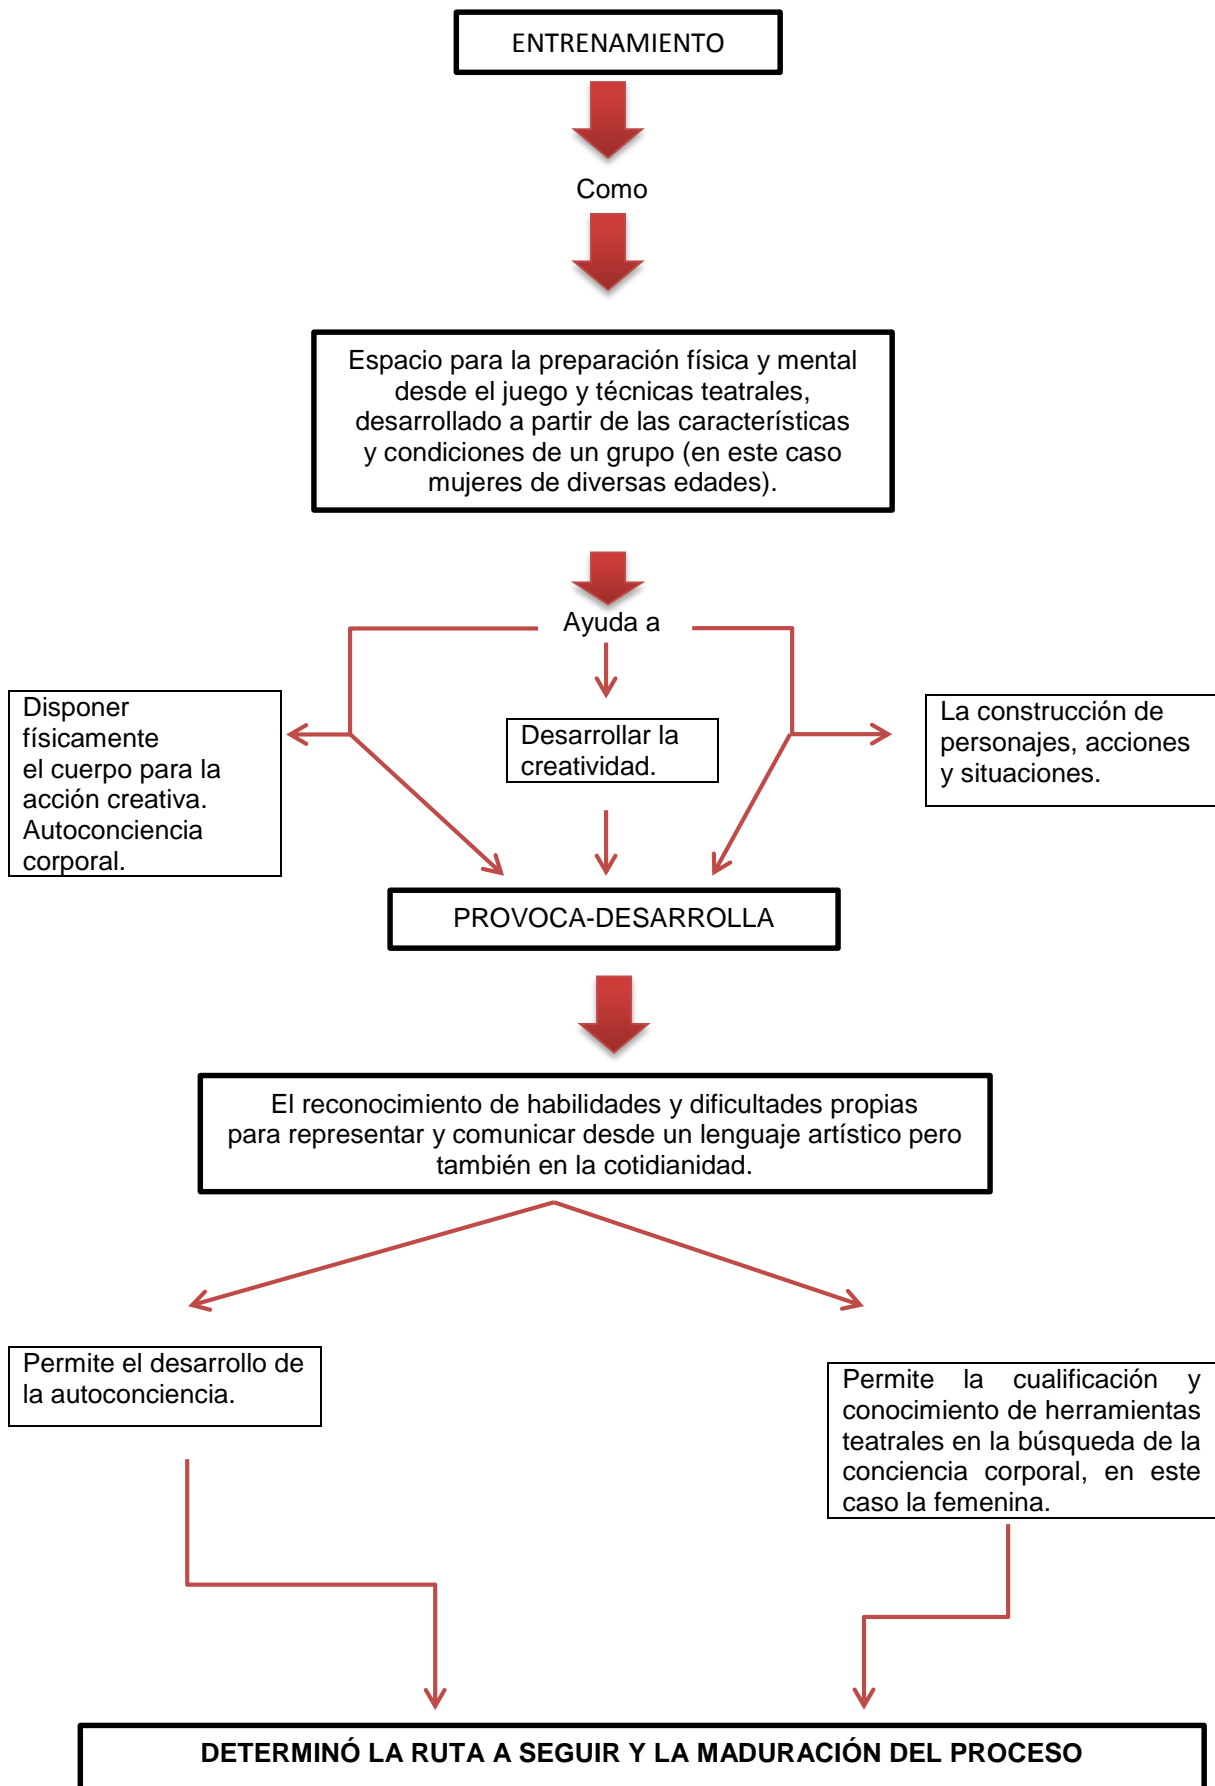 ENTRENAMIENTO
Como
Espacio para la preparación física y mental
desde el juego y técnicas teatrales,
desarrollado a partir de las características
y condiciones de un grupo (en este caso
mujeres de diversas edades).
Ayuda a
Disponer
físicamente
el cuerpo para la
acción creativa.
Autoconciencia
corporal.
Desarrollar la
creatividad.
La construcción de
personajes, acciones
y situaciones.
PROVOCA-DESARROLLA
El reconocimiento de habilidades y dificultades propias
para representar y comunicar desde un lenguaje artístico pero
también en la cotidianidad.
Permite el desarrollo de
la autoconciencia.
Permite la cualificación y
conocimiento de herramientas
teatrales en la búsqueda de la
conciencia corporal, en este
caso la femenina.
DETERMINÓ LA RUTA A SEGUIR Y LA MADURACIÓN DEL PROCESO